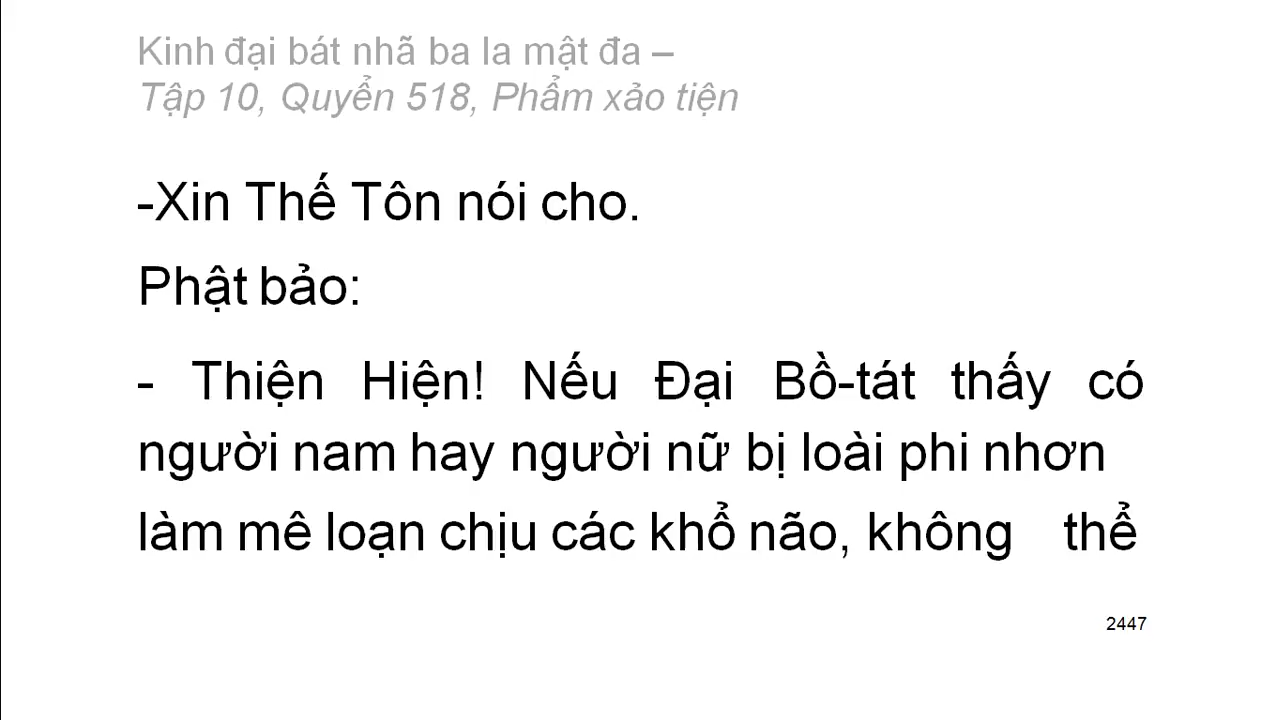 Kinh đại bát nhã ba la mật đa –
Tập 10, Quyển 518, Phẩm xảo tiện
-Xin Thế Tôn nói cho.
Phật bảo:
- Thiện Hiện! Nếu Đại Bồ-tát thấy có
người nam hay người nữ bị loài phi nhơn
làm mê loạn chịu các khổ não, không thể
2447